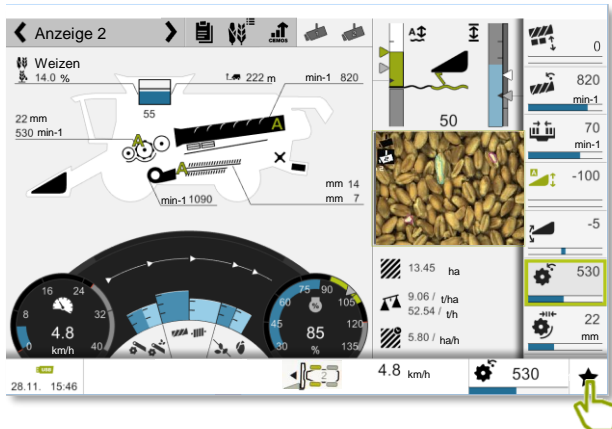 Anzeige 2
CEMOS
Weizen
14.0 %
222 m
min-1 820
55
22 mm
530 min-1
A
A
A
min-1 1090
mm 14
mm 7
A
50
0
820
min-1
70
min-1
A
-100
-5
530
22
mm
13.45 ha
9.06 / t/ha
52.54 / t/h
5.80 / ha/h
0 8 16 24 32 40
4.8
km/h
30 45 60 75 90 105 120 135
%
85
%
USB
28.11. 15:46
2
4.8 km/h
530